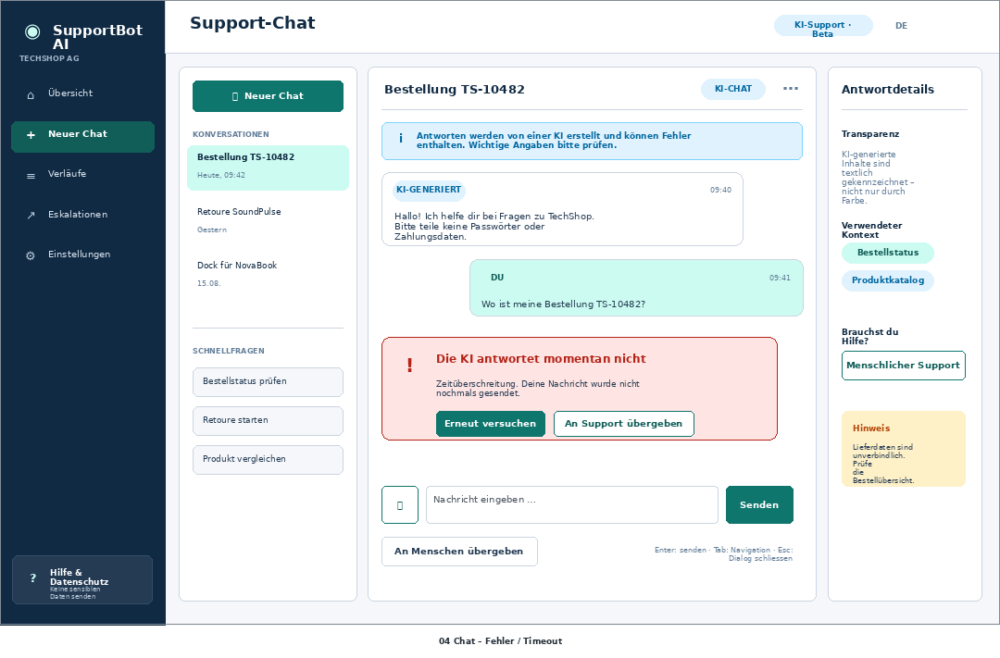 SupportBot
AI
TECHSHOP AG
Übersicht
Neuer Chat
Verläufe
Eskalationen
Einstellungen
Hilfe &
Datenschutz
Keine sensiblen
Daten senden
Support-Chat
KI-Support ·
Beta
DE
Neuer Chat
KONVERSATIONEN
Bestellung TS-10482
Heute, 09:42
Retoure SoundPulse
Gestern
Dock für NovaBook
15.08.
SCHNELLFRAGEN
Bestellstatus prüfen
Retoure starten
Produkt vergleichen
Bestellung TS-10482
KI-CHAT
Antworten werden von einer KI erstellt und können Fehler
enthalten. Wichtige Angaben bitte prüfen.
KI-GENERIERT
09:40
Hallo! Ich helfe dir bei Fragen zu TechShop.
Bitte teile keine Passwörter oder
Zahlungsdaten.
DU
09:41
Wo ist meine Bestellung TS-10482?
!
Die KI antwortet momentan nicht
Zeitüberschreitung. Deine Nachricht wurde nicht
nochmals gesendet.
Erneut versuchen
An Support übergeben
Nachricht eingeben …
Senden
An Menschen übergeben
Enter: senden · Tab: Navigation · Esc:
Dialog schliessen
Antwortdetails
Transparenz
KI-generierte
Inhalte sind
textlich
gekennzeichnet –
nicht nur durch
Farbe.
Verwendeter
Kontext
Bestellstatus
Produktkatalog
Brauchst du
Hilfe?
Menschlicher Support
Hinweis
Lieferdaten sind
unverbindlich.
Prüfe
die
Bestellübersicht.
04 Chat – Fehler / Timeout